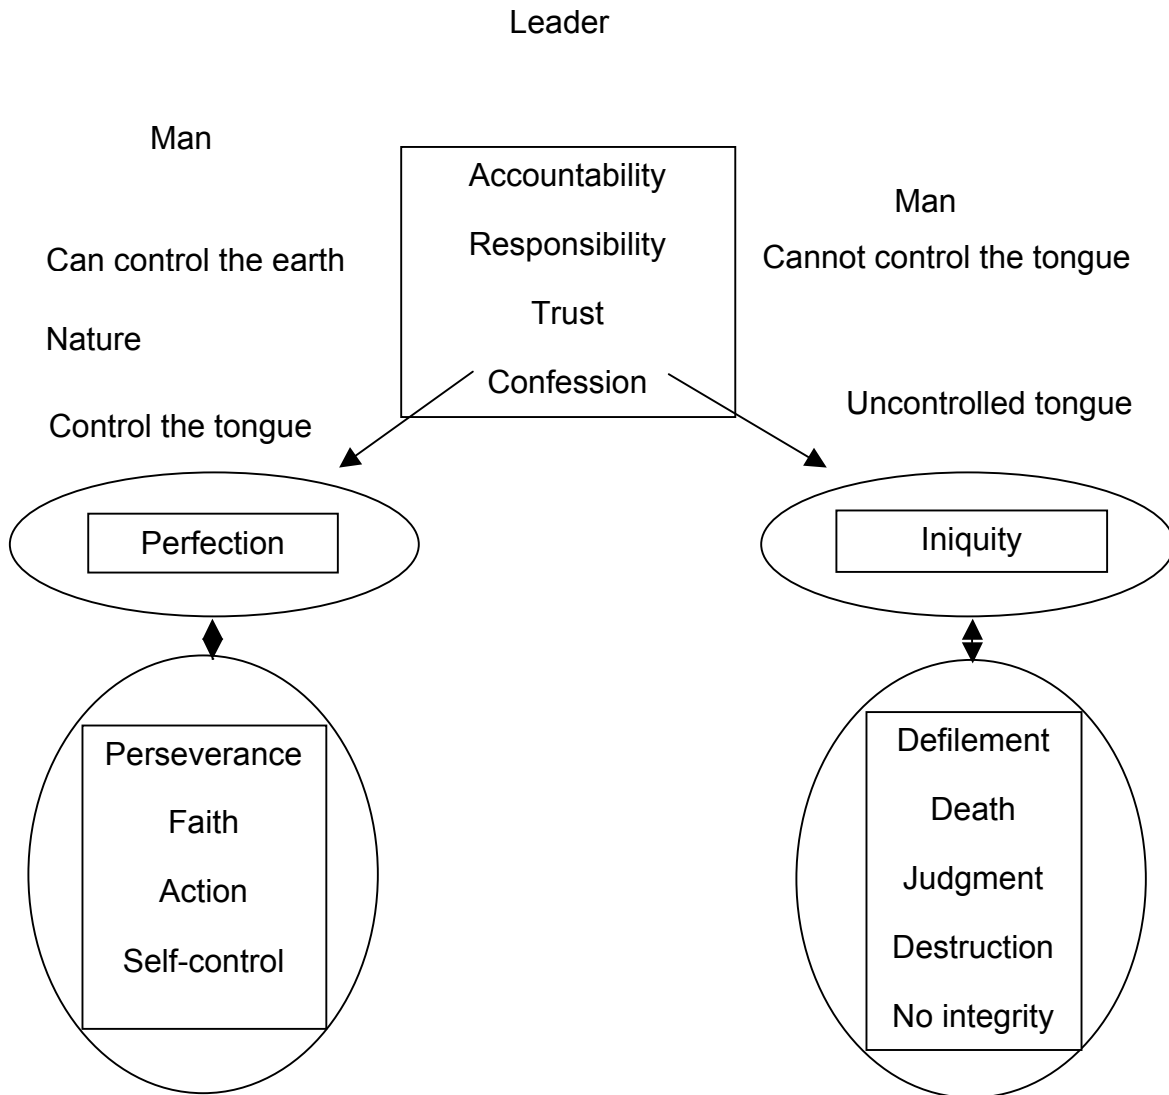 Leader
Man
Can control the earth
Nature
Control the tongue
Accountability
Responsibility
Trust
Confession
Man
Cannot control the tongue
Uncontrolled tongue
Perfection
Iniquity
Perseverance
Faith
Action
Self-control
Defilement
Death
Judgment
Destruction
No integrity